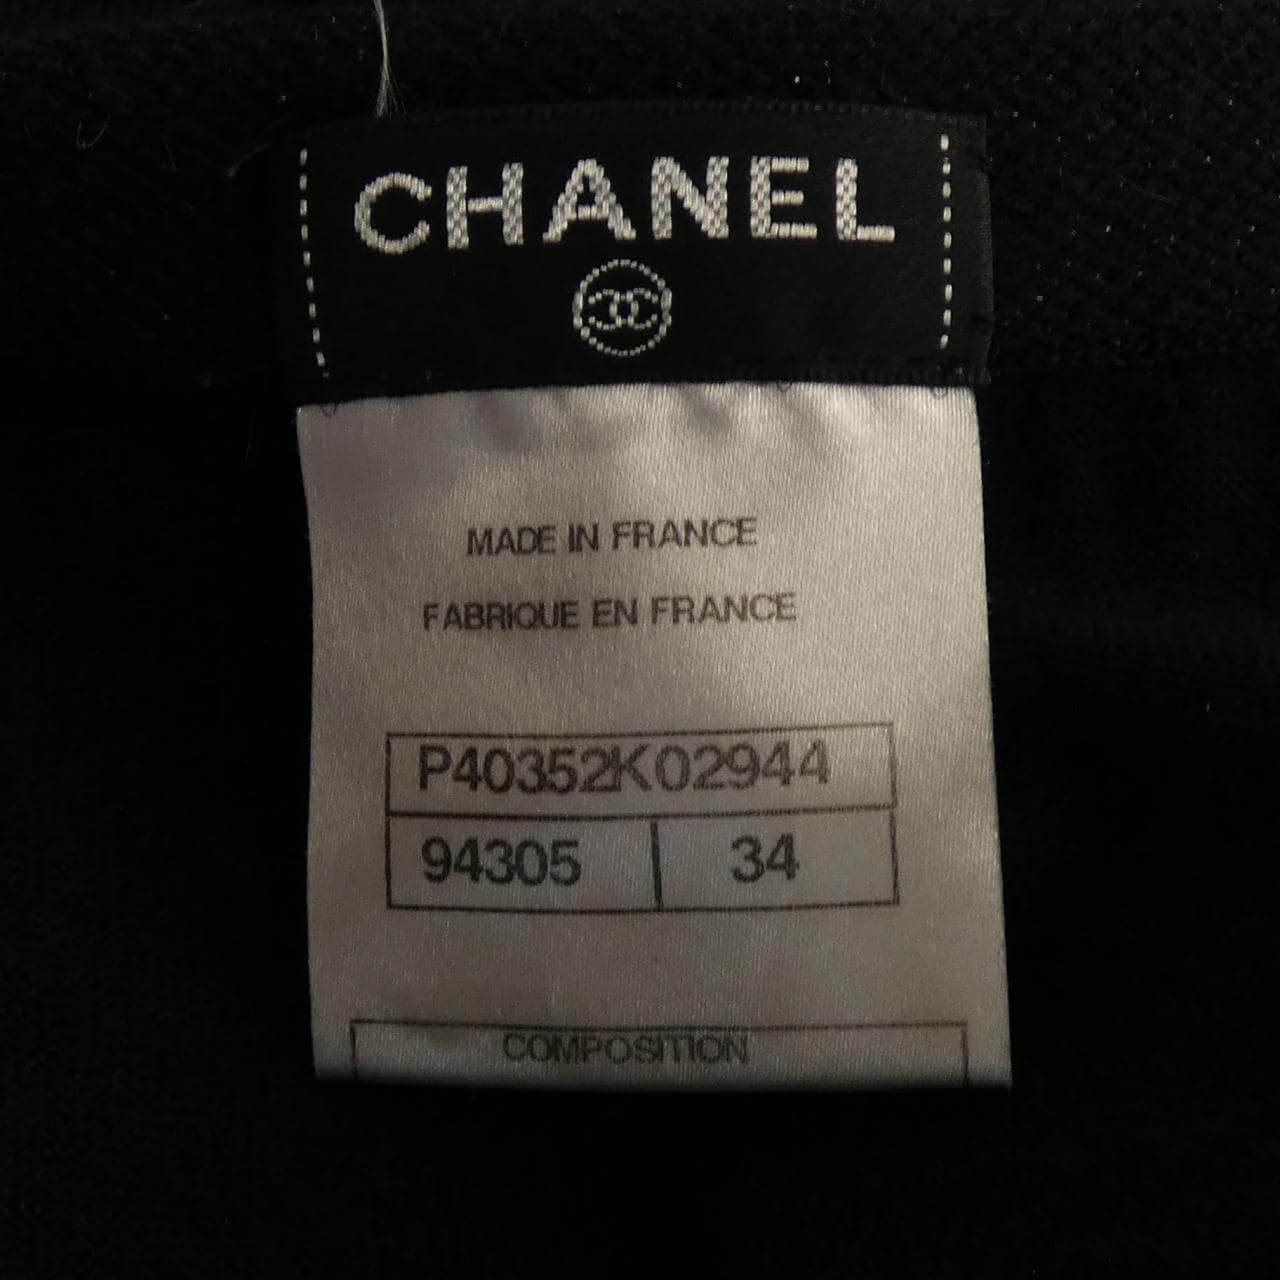 CHANEL
MADE IN FRANCE
FABRIQUE EN FRANCE
P40352K02944
94305 34
COMPOSITION